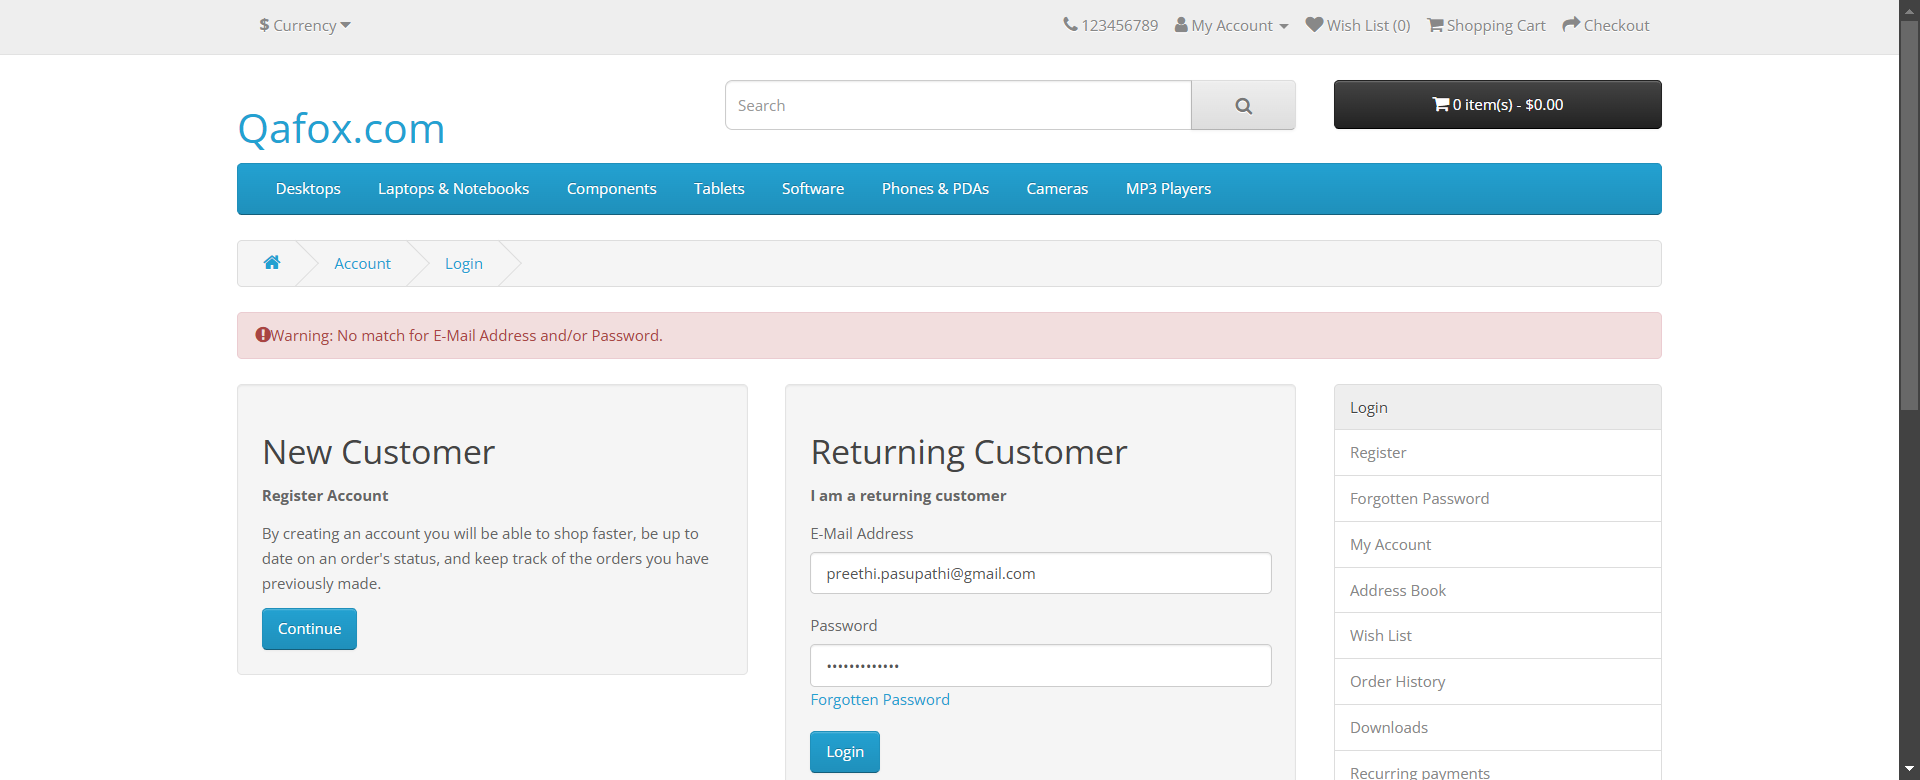 $ Currency
123456789 My Account Wish List (0) Shopping Cart Checkout
Qafox.com
Search
0 item(s) - $0.00
Desktops Laptops & Notebooks Components Tablets Software Phones & PDAs Cameras MP3 Players
Account Login
Warning: No match for E-Mail Address and/or Password.
New Customer
Register Account
By creating an account you will be able to shop faster, be up to
date on an order's status, and keep track of the orders you have
previously made.
Continue
Returning Customer
I am a returning customer
E-Mail Address
preethi.pasupathi@gmail.com
Password
•••••••••••••
Forgotten Password
Login
Login
Register
Forgotten Password
My Account
Address Book
Wish List
Order History
Downloads
Recurring payments